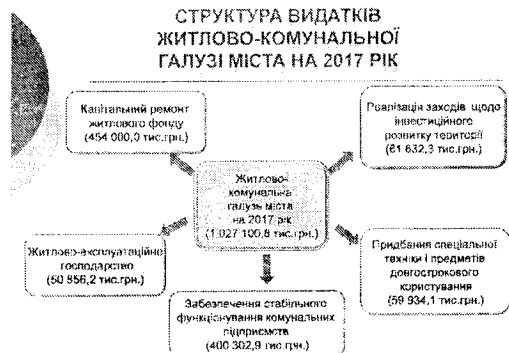 СТРУКТУРА ВИДАТКІВ
ЖИТЛОВО-КОМУНАЛЬНОЇ
ГАЛУЗІ МІСТА НА 2017 РІК
Капітальний ремонт
житлового фонду
(454 000,0 тис.грн.)
Реалізація заходів щодо
інвестиційного
розвитку території
(61 632,3 тис.грн.)
Житлово-
комунальна
галузь міста
на 2017 рік
(1 027 100,8 тис.грн.)
Житлово-експлуатаційне
господарство
(50 856,2 тис.грн.)
Придбання спеціальної
техніки і предметів
довгострокового
користування
(59 934,1 тис.грн.)
Забезпечення стабільного
функціонування комунальних
підприємств
(400 302,9 тис.грн.)